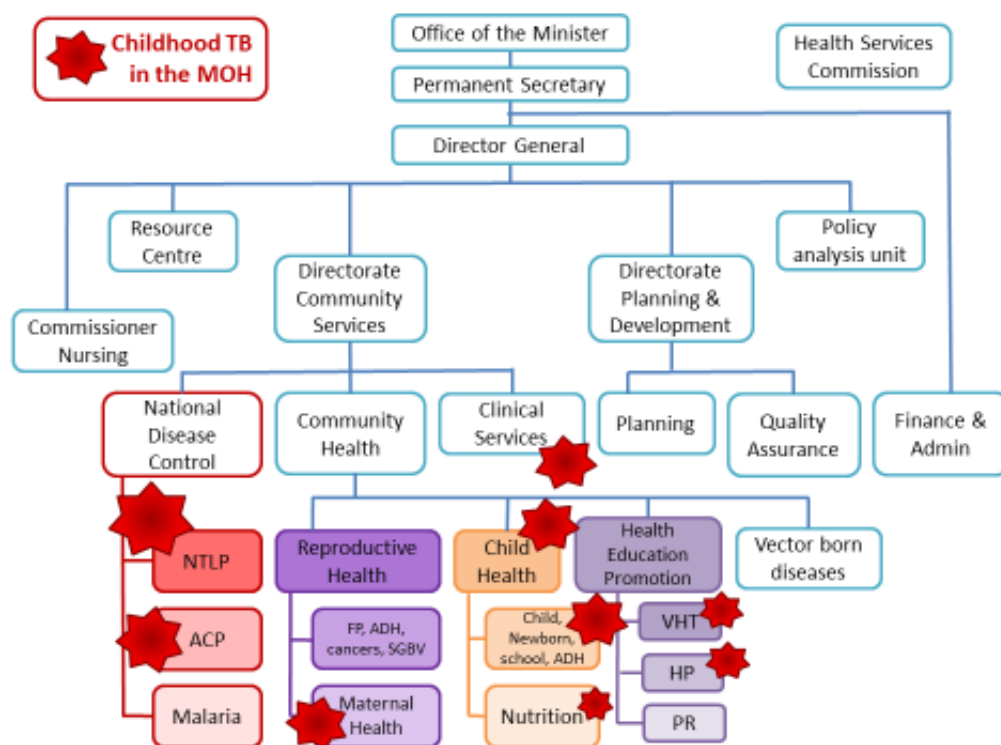 Childhood TB
in the MOH
Office of the Minister
Health Services
Commission
Permanent Secretary
Director General
Resource
Centre
Policy
analysis unit
Directorate
Community
Services
Directorate
Planning &
Development
Commissioner
Nursing
National
Disease
Control
Community
Health
Clinical
Services
Planning
Quality
Assurance
Finance &
Admin
NTLP
Reproductive
Health
Child
Health
Health
Education
Promotion
Vector born
diseases
ACP
FP, ADH,
cancers, SGBV
Child,
Newborn,
school, ADH
VHT
HP
Malaria
Maternal
Health
Nutrition
PR